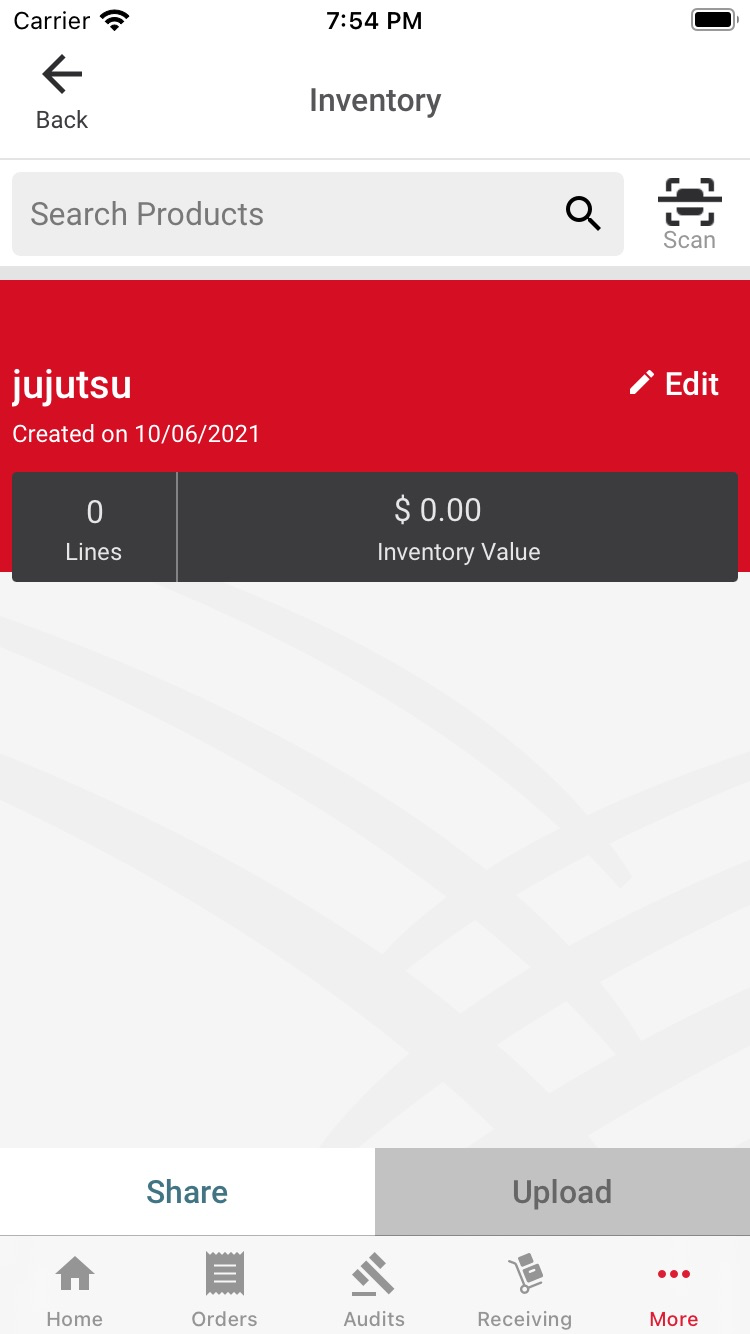 Carrier 7:54 PM
Back
Inventory
Search Products
Scan
jujutsu
Edit
Created on 10/06/2021
0
$ 0.00
Lines
Inventory Value
Share
Upload
Home
Orders
Audits
Receiving
More